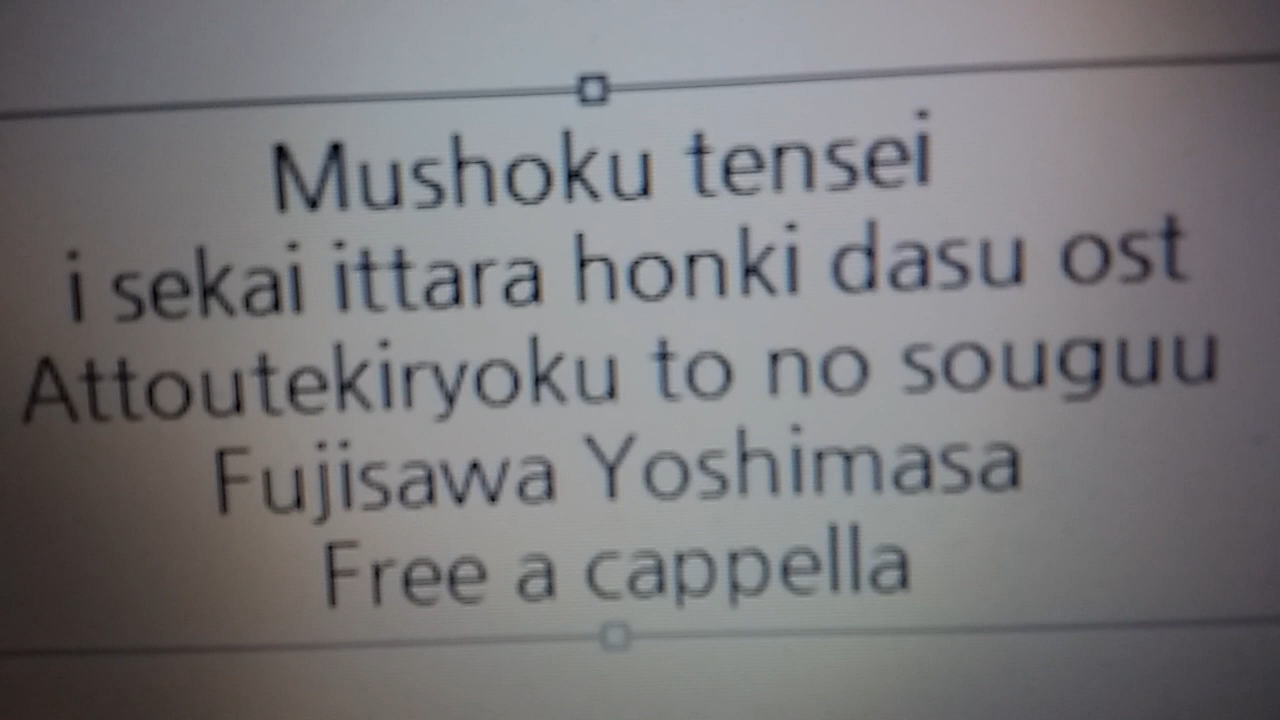 Mushoku tensei
i sekai ittara honki dasu ost
Attoutekiryoku to no souguu
Fujisawa Yoshimasa
Free a cappella